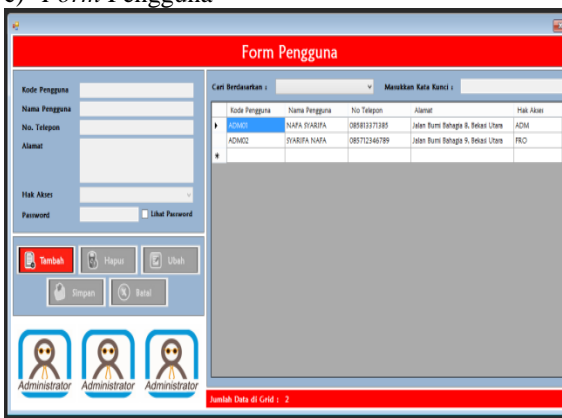 c) Form Pengguna
Form Pengguna
Kode Pengguna
Nama Pengguna
No. Telepon
Alamat
Hak Akses
Password
Lihat Password
Tambah
Hapus
Ubah
Simpan
Batal
Administrator Administrator Administrator
Cari Berdasarkan : Masukkan Kata Kunci :
Kode Pengguna Nama Pengguna No Telepon Alamat Hak Akses
ADM01 NAFA SYARIFA 085813371385 Jalan Bumi Bahagia 8, Bekasi Utara ADM
ADM02 SYARIFA NAFA 085712346789 Jalan Bumi Bahagia 9, Bekasi Utara FRO
Jumlah Data di Grid : 2